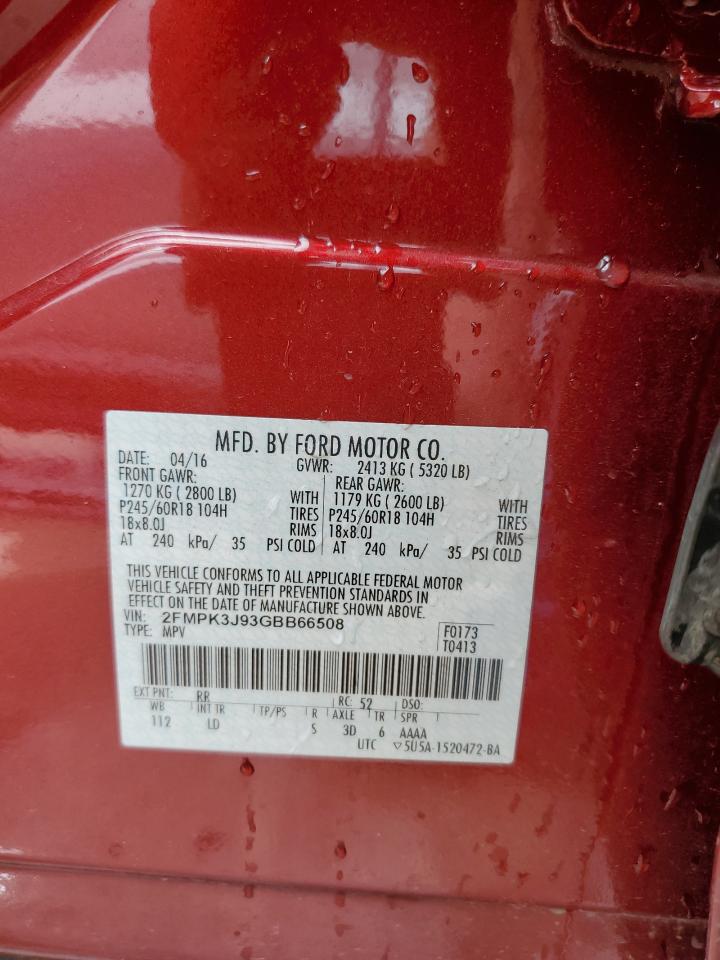 MFD. BY FORD MOTOR CO.
DATE: 04/16 GVWR: 2413 KG ( 5320 LB)
FRONT GAWR: REAR GAWR:
1270 KG ( 2800 LB) WITH 1179 KG ( 2600 LB) WITH
P245/60R18 104H TIRES P245/60R18 104H TIRES
18x8.0J RIMS 18x8.0J RIMS
AT 240 kPa/ 35 PSI COLD AT 240 kPa/ 35 PSI COLD
THIS VEHICLE CONFORMS TO ALL APPLICABLE FEDERAL MOTOR
VEHICLE SAFETY AND THEFT PREVENTION STANDARDS IN
EFFECT ON THE DATE OF MANUFACTURE SHOWN ABOVE.
VIN: 2FMPK3J93GBB66508 F0173
TYPE: MPV T0413
EXT PNT: RR RC: 52 DSO:
WB INT TR TP/PS R AXLE TR SPR
112 LD S 3D 6 AAAA
UTC ▽5U5A-1520472-BA